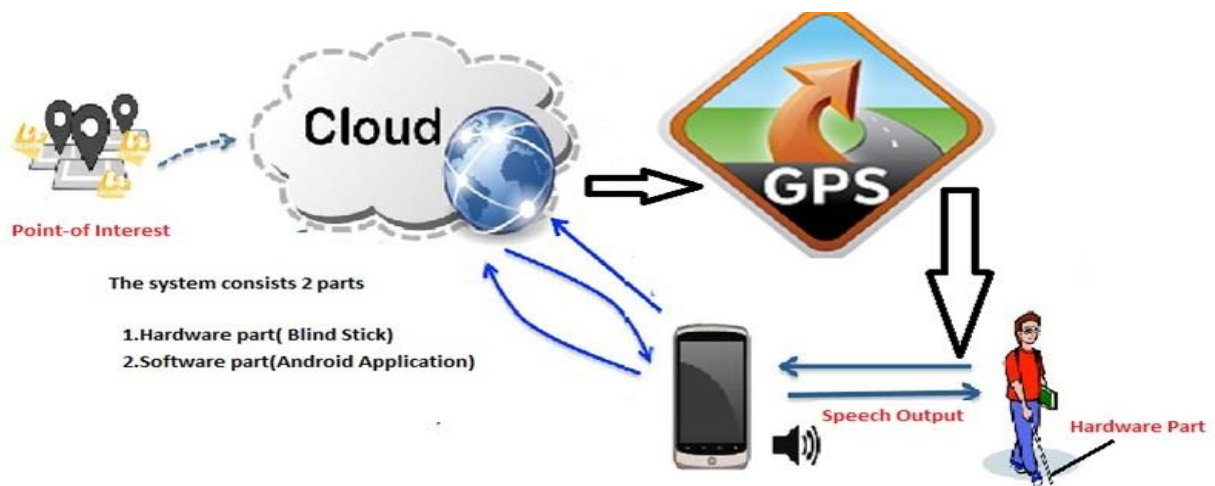 Cloud
GPS
Point-of Interest
The system consists 2 parts
1.Hardware part( Blind Stick)
2.Software part(Android Application)
Speech Output
Hardware Part